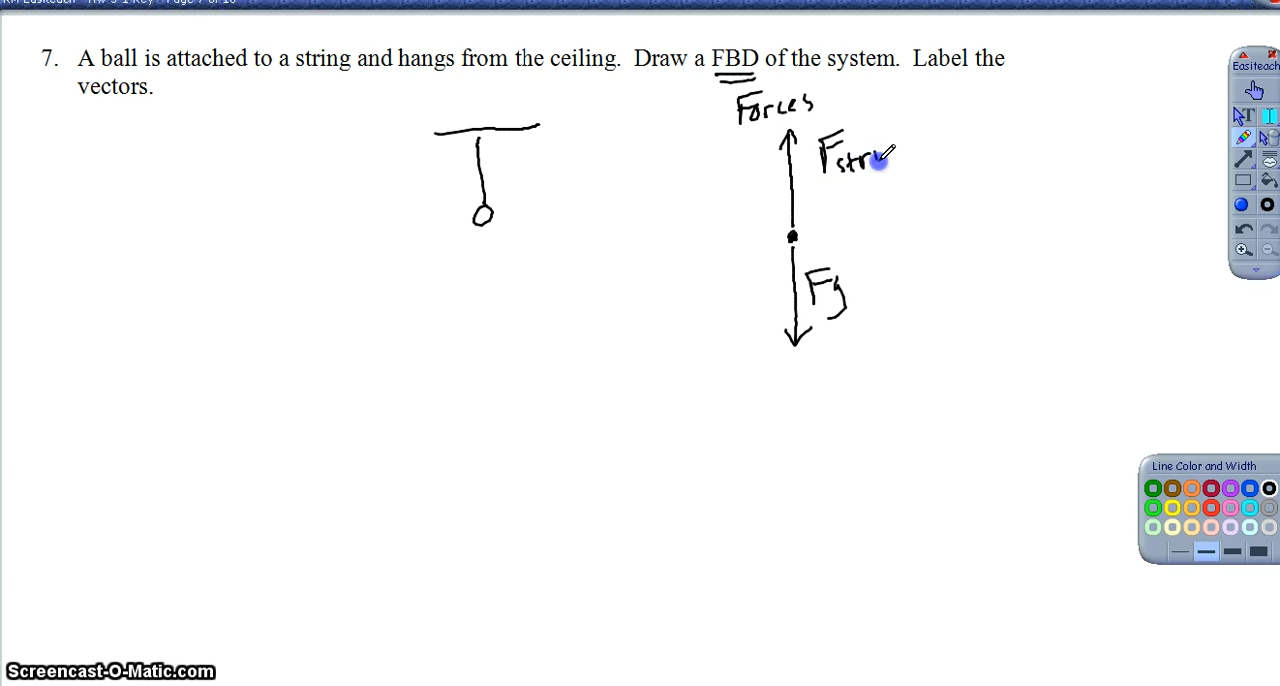 7. A ball is attached to a string and hangs from the ceiling. Draw a FBD of the system. Label the
vectors.
Forces
Fg
Easiteach
Line Color and Width
Screencast-O-Matic.com